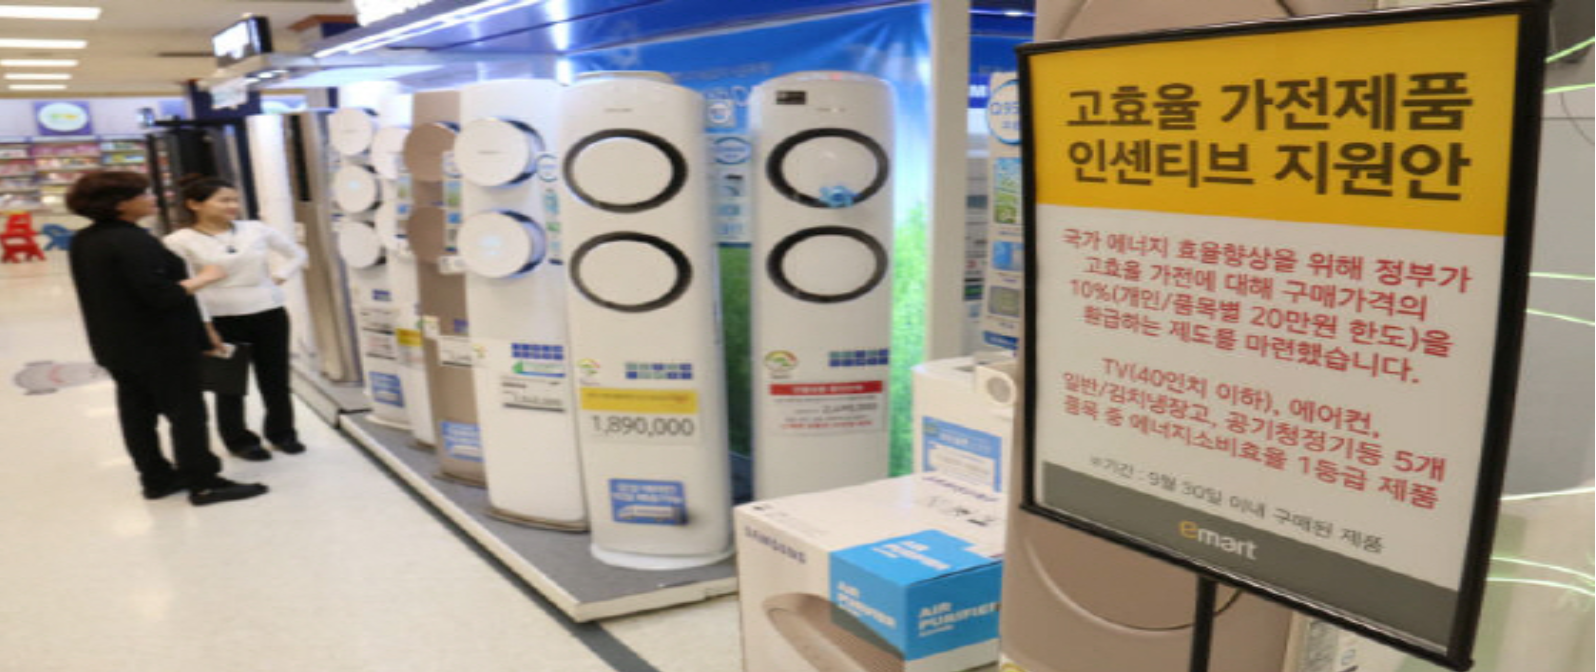 고효율 가전제품
인센티브 지원안
국가 에너지 효율향상을 위해 정부가
고효율 가전에 대해 구매가격의
10%(개인/품목별 20만원 한도)을
환급하는 제도를 마련했습니다.
TV(40인치 이하), 에어컨,
일반/김치냉장고, 공기청정기등 5개
품목 중 에너지소비효율 1등급 제품
※기간 : 9월 30일 이내 구매된 제품
emart
1,890,000
SAMSUNG
AIR
PURIFIER
AIR
PURIFIER
AIR
PURIFIER